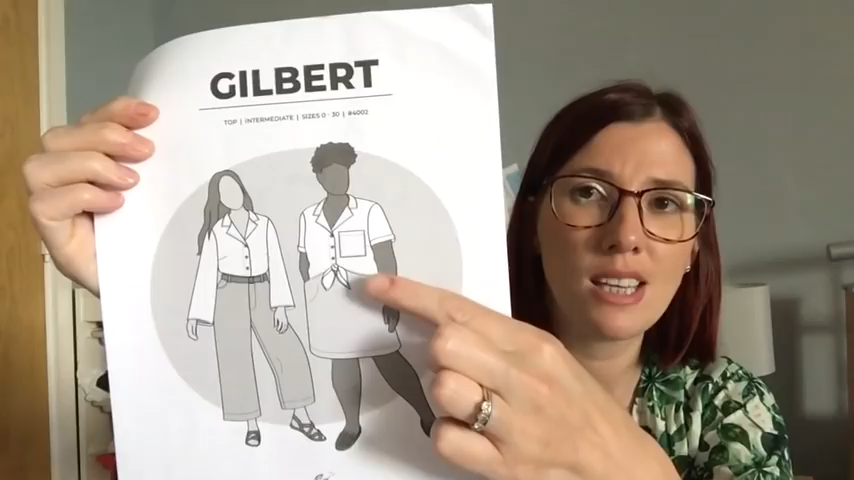 GILBERT
TOP | INTERMEDIATE | SIZES 0 - 30 | #4002